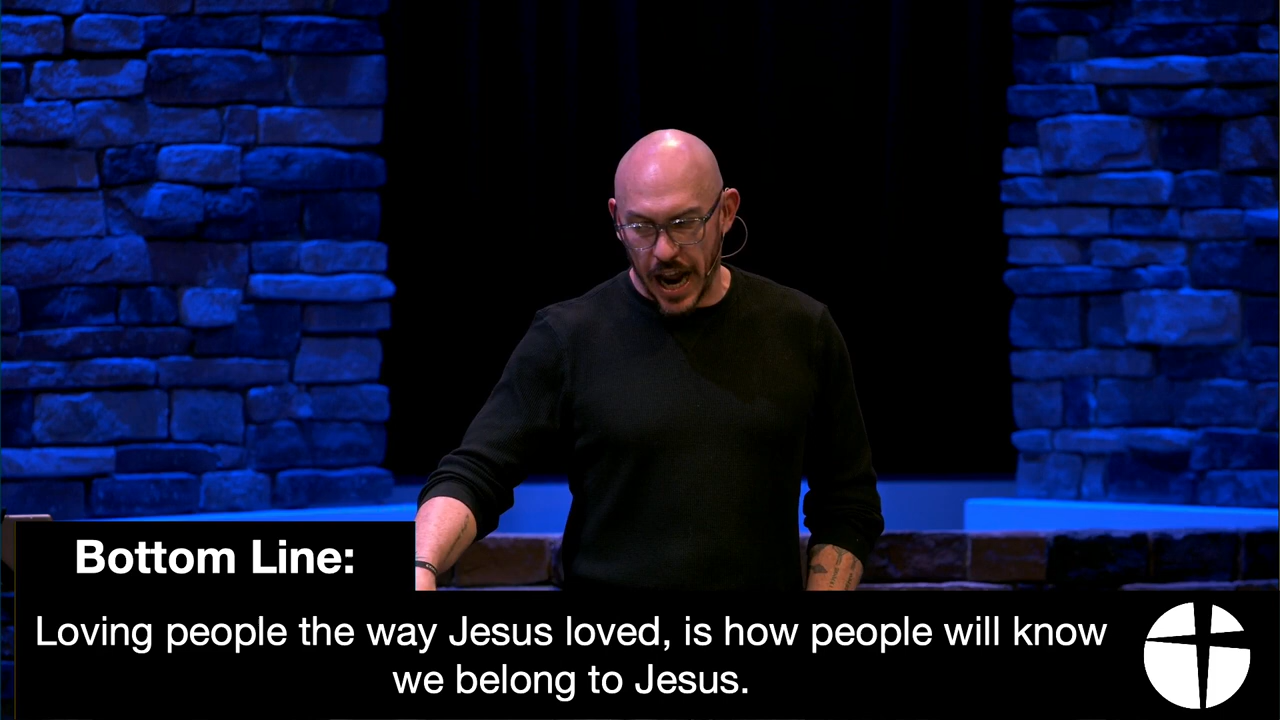 Bottom Line:
Loving people the way Jesus loved, is how people will know
we belong to Jesus.